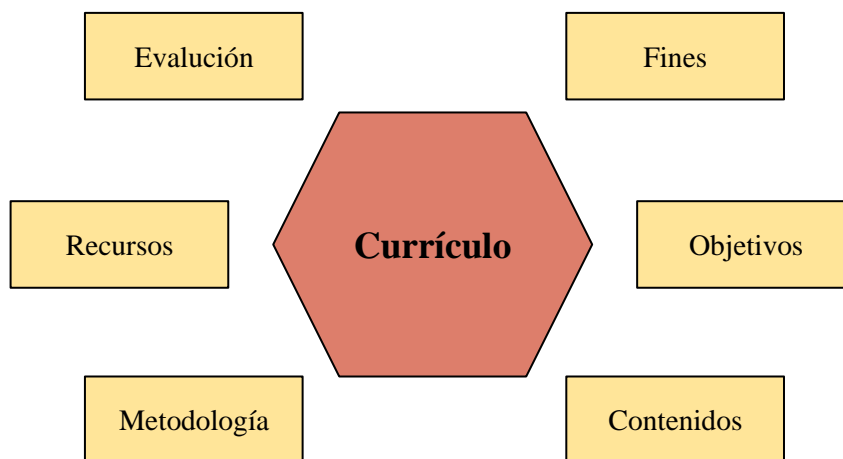 Evalución
Fines
Recursos
Currículo
Objetivos
Metodología
Contenidos